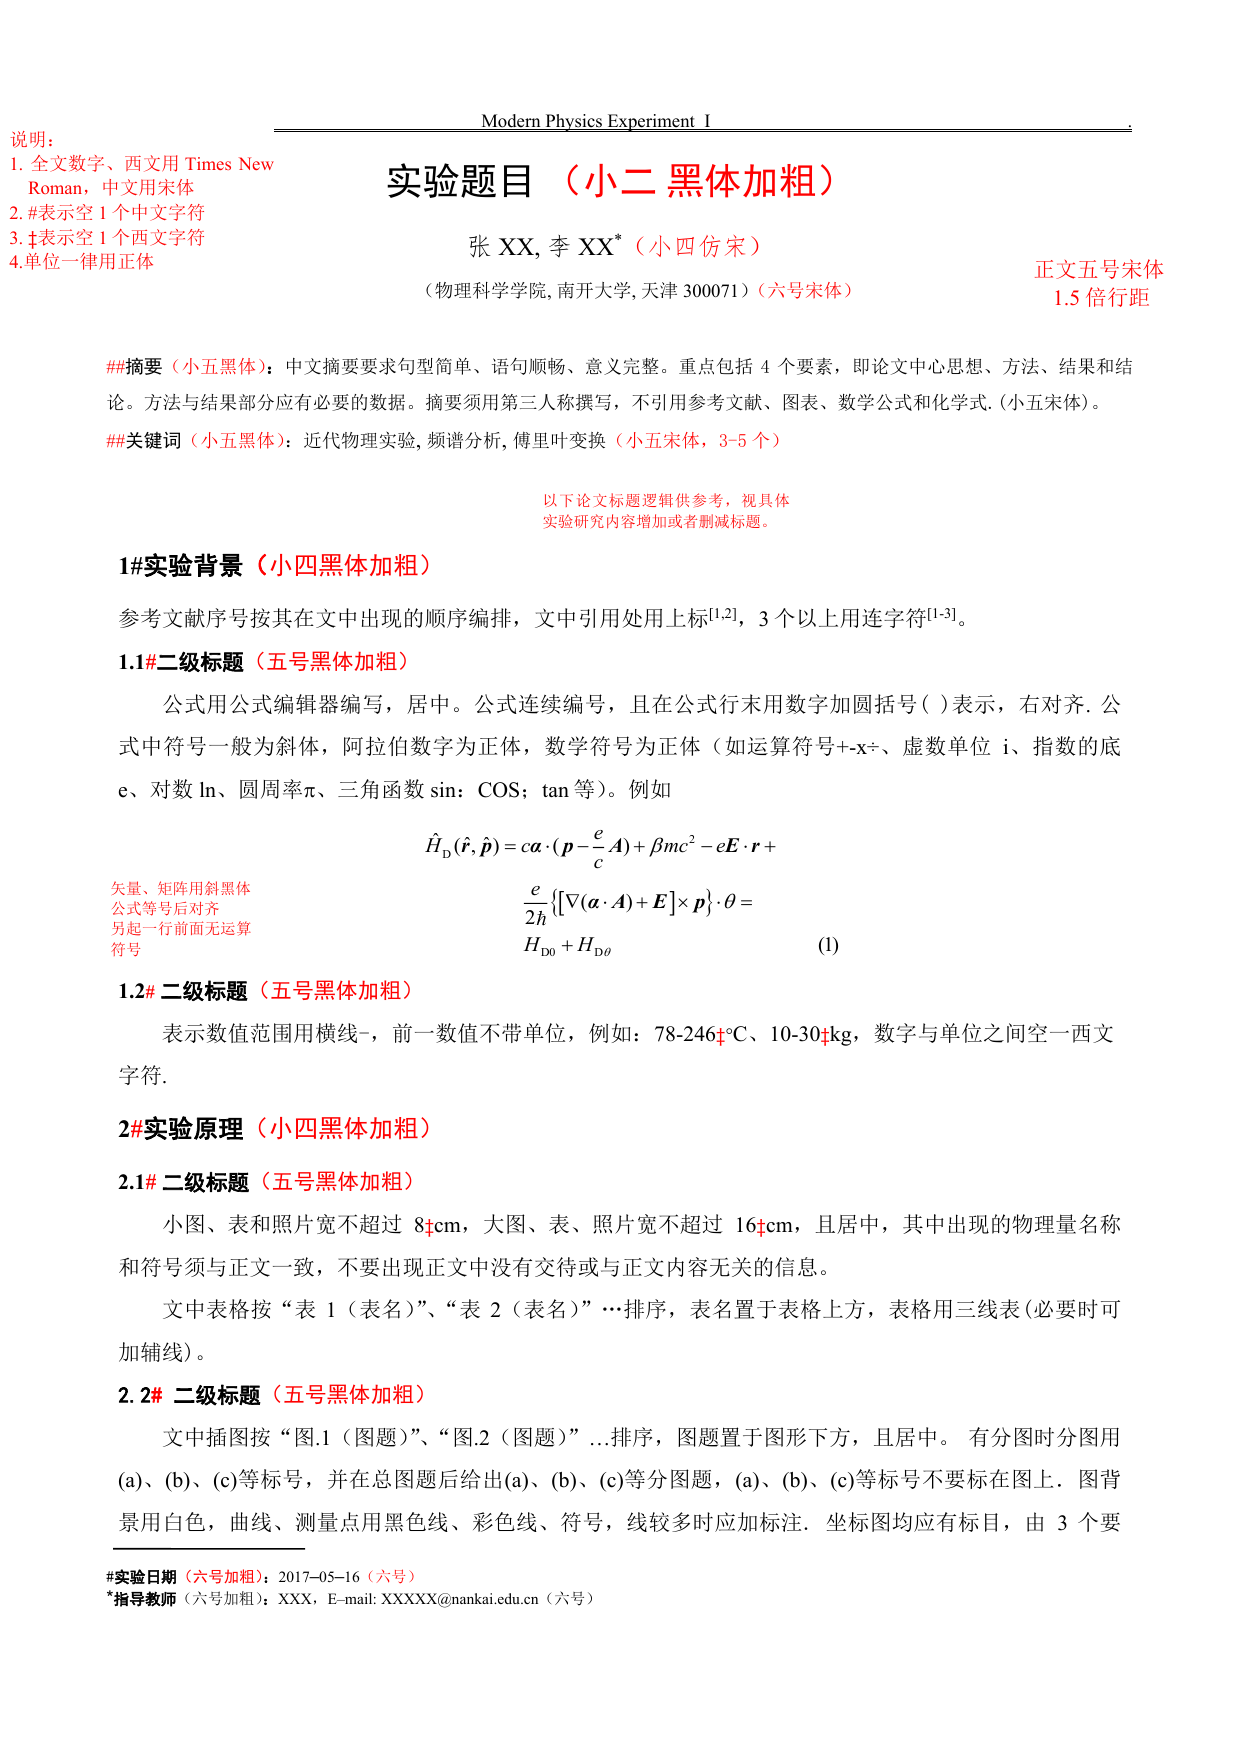 Modern Physics Experiment  I .
说明：
1. 全文数字、西文用 Times New
Roman，中文用宋体
2. #表示空 1 个中文字符
3. ‡表示空 1 个西文字符
4.单位一律用正体
实验题目 （小二 黑体加粗）
张 XX, 李 XX*（小四仿宋）
（物理科学学院, 南开大学, 天津 300071）（六号宋体）
正文五号宋体
1.5 倍行距
##摘要（小五黑体）：中文摘要要求句型简单、语句顺畅、意义完整。重点包括 4 个要素，即论文中心思想、方法、结果和结
论。方法与结果部分应有必要的数据。摘要须用第三人称撰写，不引用参考文献、图表、数学公式和化学式.（小五宋体）。
##关键词（小五黑体）：近代物理实验, 频谱分析, 傅里叶变换（小五宋体，3-5 个）
以下论文标题逻辑供参考，视具体
实验研究内容增加或者删减标题。
1#实验背景（小四黑体加粗）
参考文献序号按其在文中出现的顺序编排，文中引用处用上标[1,2]，3 个以上用连字符[1-3]。
1.1#二级标题（五号黑体加粗）
公式用公式编辑器编写，居中。公式连续编号，且在公式行末用数字加圆括号( )表示，右对齐. 公
式中符号一般为斜体，阿拉伯数字为正体，数学符号为正体（如运算符号+-x÷、虚数单位 i、指数的底
e、对数 ln、圆周率π、三角函数 sin：COS；tan 等）。例如
Ĥ_D(r̂, p̂) = cα·(p − e/c A) + βmc² − eE·r +
e/2ħ {[∇(α·A) + E] × p}·θ =
H_D0 + H_Dθ (1)
矢量、矩阵用斜黑体
公式等号后对齐
另起一行前面无运算
符号
1.2# 二级标题（五号黑体加粗）
表示数值范围用横线-，前一数值不带单位，例如：78-246‡°C、10-30‡kg，数字与单位之间空一西文
字符.
2#实验原理（小四黑体加粗）
2.1# 二级标题（五号黑体加粗）
小图、表和照片宽不超过 8‡cm，大图、表、照片宽不超过 16‡cm，且居中，其中出现的物理量名称
和符号须与正文一致，不要出现正文中没有交待或与正文内容无关的信息。
文中表格按“表 1（表名）”、“表 2（表名）”…排序，表名置于表格上方，表格用三线表(必要时可
加辅线)。
2.2# 二级标题（五号黑体加粗）
文中插图按“图.1（图题）”、“图.2（图题）”…排序，图题置于图形下方，且居中。 有分图时分图用
(a)、(b)、(c)等标号，并在总图题后给出(a)、(b)、(c)等分图题，(a)、(b)、(c)等标号不要标在图上．图背
景用白色，曲线、测量点用黑色线、彩色线、符号，线较多时应加标注．坐标图均应有标目，由 3 个要
#实验日期（六号加粗）：2017–05–16（六号）
*指导教师（六号加粗）：XXX，E–mail: XXXXX@nankai.edu.cn（六号）